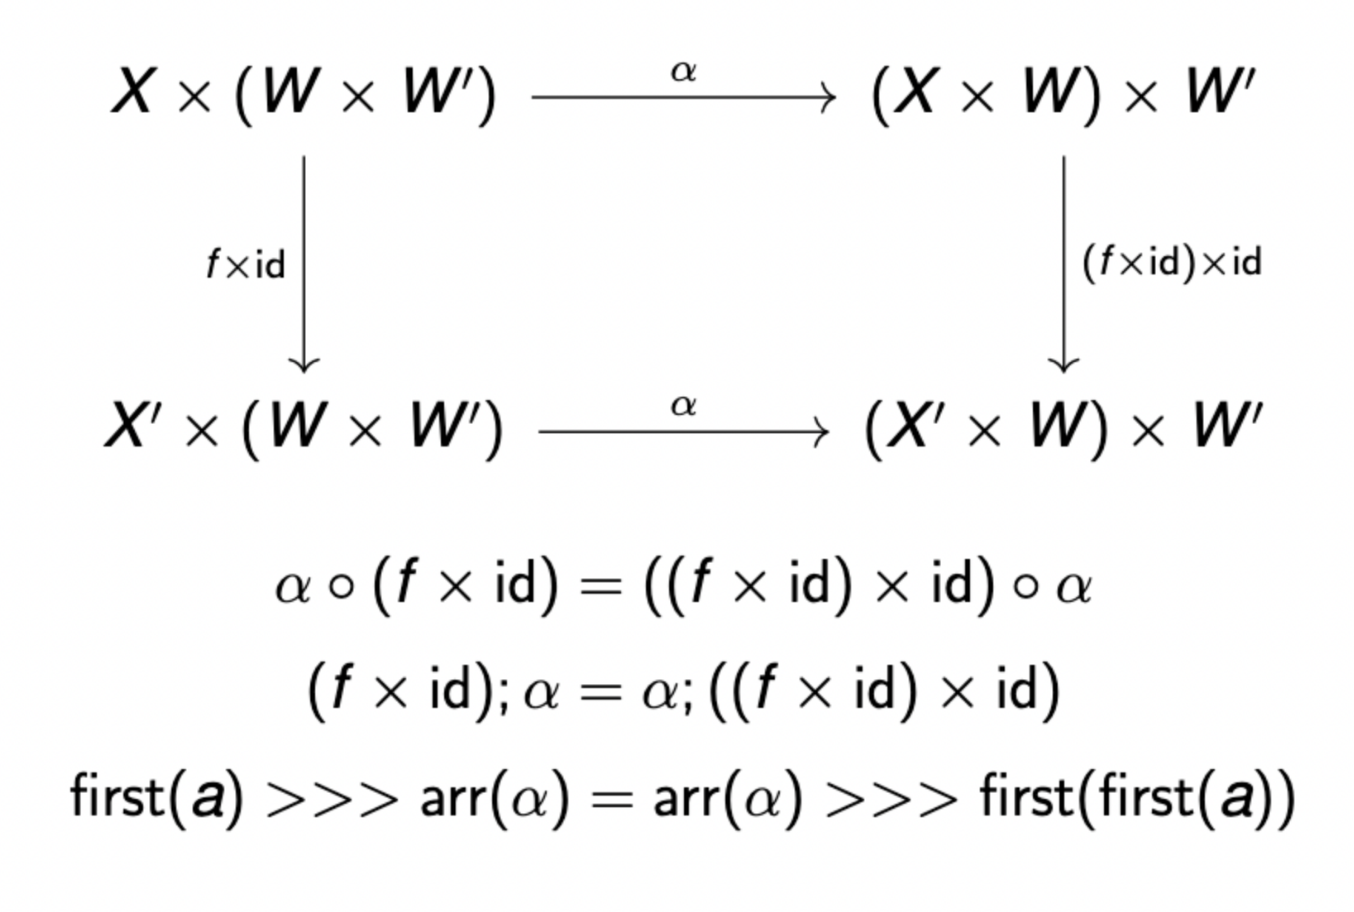 X × (W × W′) α (X × W) × W′
f×id (f×id)×id
X′ × (W × W′) α (X′ × W) × W′
α ∘ (f × id) = ((f × id) × id) ∘ α
(f × id); α = α; ((f × id) × id)
first(a) >>> arr(α) = arr(α) >>> first(first(a))